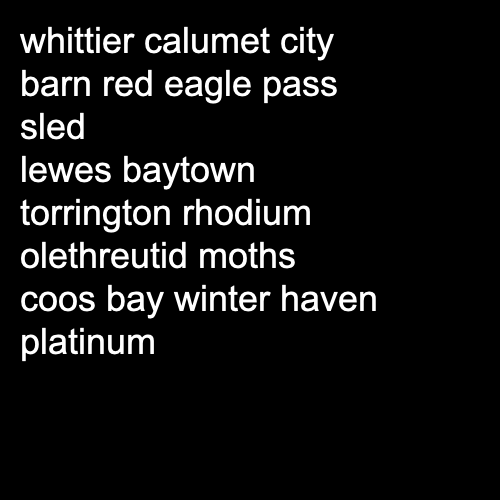 whittier calumet city
barn red eagle pass
sled
lewes baytown
torrington rhodium
olethreutid moths
coos bay winter haven
platinum